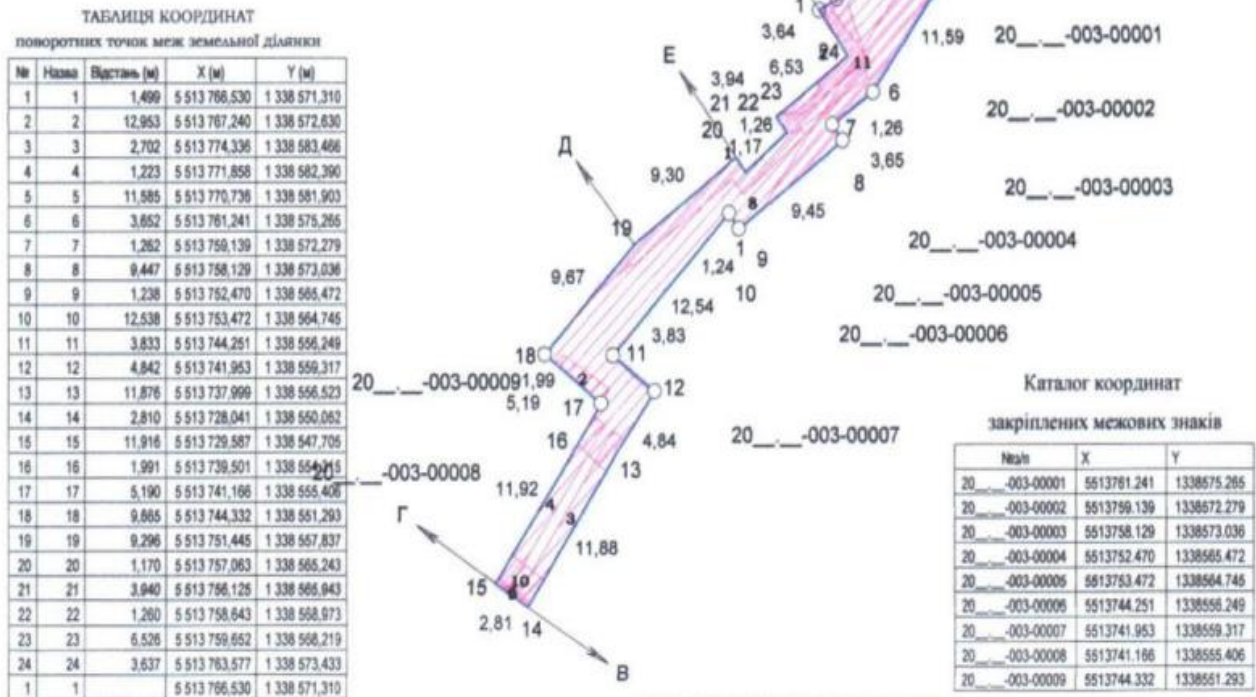 ТАБЛИЦЯ КООРДИНАТ
поворотних точок меж земельної ділянки
№ Назва Відстань (м) X (м) Y (м)
1 1 1,499 5 513 766,530 1 338 571,310
2 2 12,953 5 513 767,240 1 338 572,630
3 3 2,702 5 513 774,336 1 338 583,466
4 4 1,223 5 513 771,858 1 338 582,390
5 5 11,585 5 513 770,736 1 338 581,903
6 6 3,652 5 513 761,241 1 338 575,265
7 7 1,262 5 513 759,139 1 338 572,279
8 8 9,447 5 513 758,129 1 338 573,036
9 9 1,238 5 513 752,470 1 338 565,472
10 10 12,538 5 513 753,472 1 338 564,745
11 11 3,833 5 513 744,251 1 338 556,249
12 12 4,842 5 513 741,953 1 338 559,317
13 13 11,876 5 513 737,999 1 338 556,523
14 14 2,810 5 513 728,041 1 338 550,062
15 15 11,916 5 513 729,587 1 338 547,705
16 16 1,991 5 513 739,501 1 338
17 17 5,190 5 513 741,166 1 338 555,406
18 18 9,665 5 513 744,332 1 338 551,293
19 19 9,296 5 513 751,445 1 338 557,837
20 20 1,170 5 513 757,063 1 338 565,243
21 21 3,940 5 513 756,125 1 338 565,943
22 22 1,260 5 513 758,643 1 338 568,973
23 23 6,526 5 513 759,652 1 338 568,219
24 24 3,637 5 513 763,577 1 338 573,433
1 1 5 513 766,530 1 338 571,310
1
3,64
11,59
24
11
6,53
Е
3,94
23
6
21 22
20
1,26
7
1,26
1,17
1
3,65
8
Д
9,30
9,45
19
8
1
9
1,24
10
9,67
12,54
3,83
18
11
2
1,99
12
5,19
17
4,84
16
13
11,92
4
3
Г
11,88
15
10
2,81
14
В
20__.__-003-00001
20__.__-003-00002
20__.__-003-00003
20__.__-003-00004
20__.__-003-00005
20__.__-003-00006
20__.__-003-00009
20__.__-003-00007
20__.__-003-00008
Каталог координат
закріплених межових знаків
№з/п X Y
20__.__-003-00001 5513761.241 1338575.265
20__.__-003-00002 5513759.139 1338572.279
20__.__-003-00003 5513758.129 1338573.036
20__.__-003-00004 5513752.470 1338565.472
20__.__-003-00005 5513753.472 1338564.745
20__.__-003-00006 5513744.251 1338556.249
20__.__-003-00007 5513741.953 1338559.317
20__.__-003-00008 5513741.166 1338555.406
20__.__-003-00009 5513744.332 1338551.293